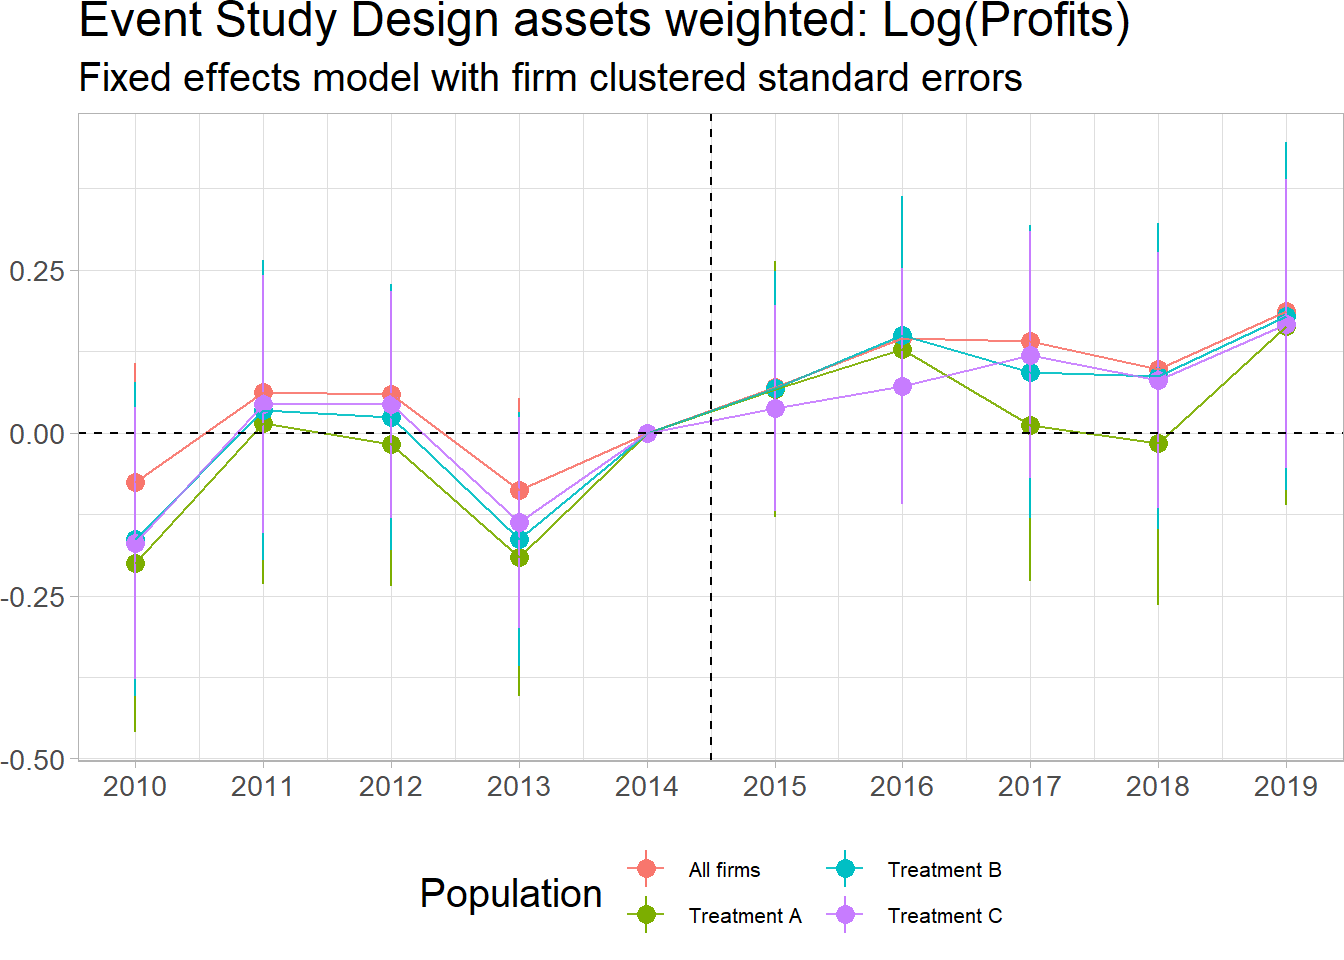 Event Study Design assets weighted: Log(Profits)
Fixed effects model with firm clustered standard errors
0.25
0.00
-0.25
-0.50
2010 2011 2012 2013 2014 2015 2016 2017 2018 2019
Population
All firms
Treatment A
Treatment B
Treatment C